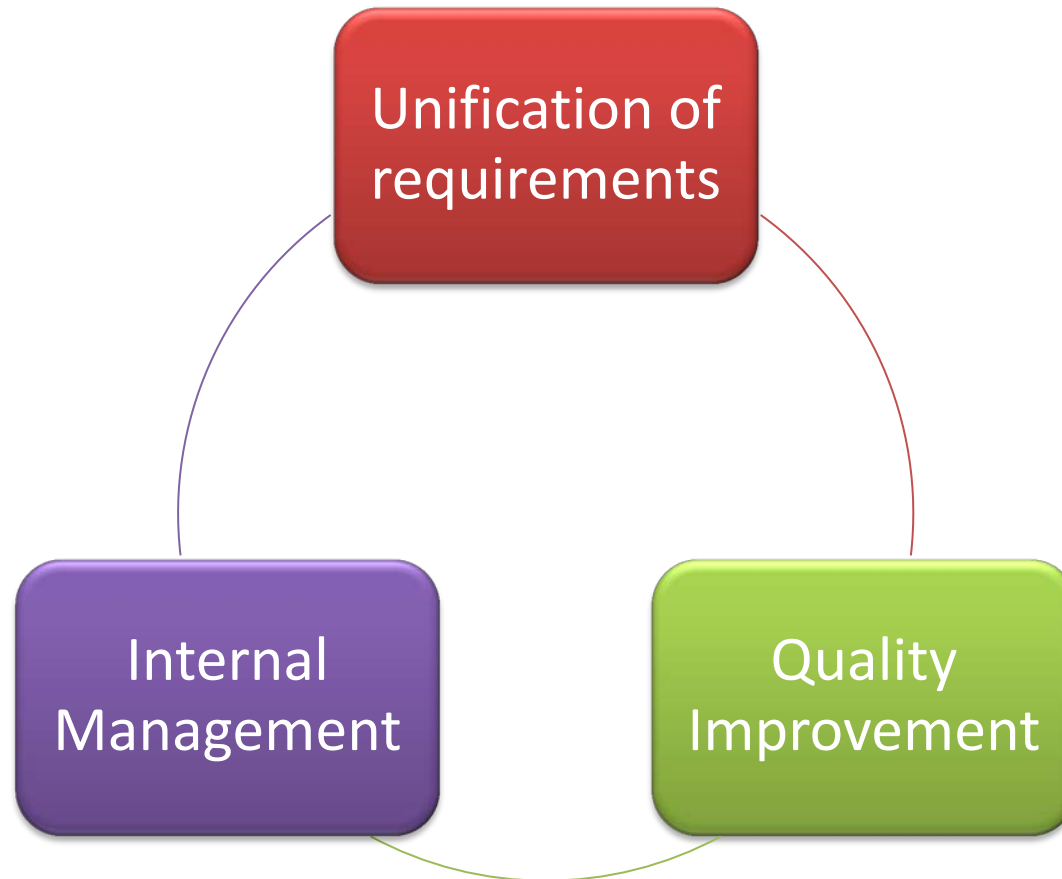 Unification of
requirements
Internal
Management
Quality
Improvement